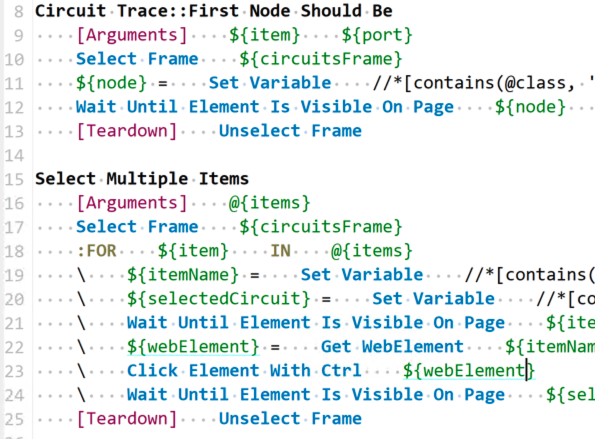 8 Circuit Trace::First Node Should Be
9 ····[Arguments]····${item}····${port}
10 ····Select Frame····${circuitsFrame}
11 ····${node} =····Set Variable····//*[contains(@class, '
12 ····Wait Until Element Is Visible On Page····${node}···
13 ····[Teardown]····Unselect Frame
14
15 Select Multiple Items
16 ····[Arguments]····@{items}
17 ····Select Frame····${circuitsFrame}
18 ····:FOR····${item}····IN····@{items}
19 ····\····${itemName} =····Set Variable····//*[contains(
20 ····\····${selectedCircuit} =····Set Variable····//*[co
21 ····\····Wait Until Element Is Visible On Page····${ite
22 ····\····${webElement} =····Get WebElement····${itemNam
23 ····\····Click Element With Ctrl····${webElement}
24 ····\····Wait Until Element Is Visible On Page····${sel
25 ····[Teardown]····Unselect Frame